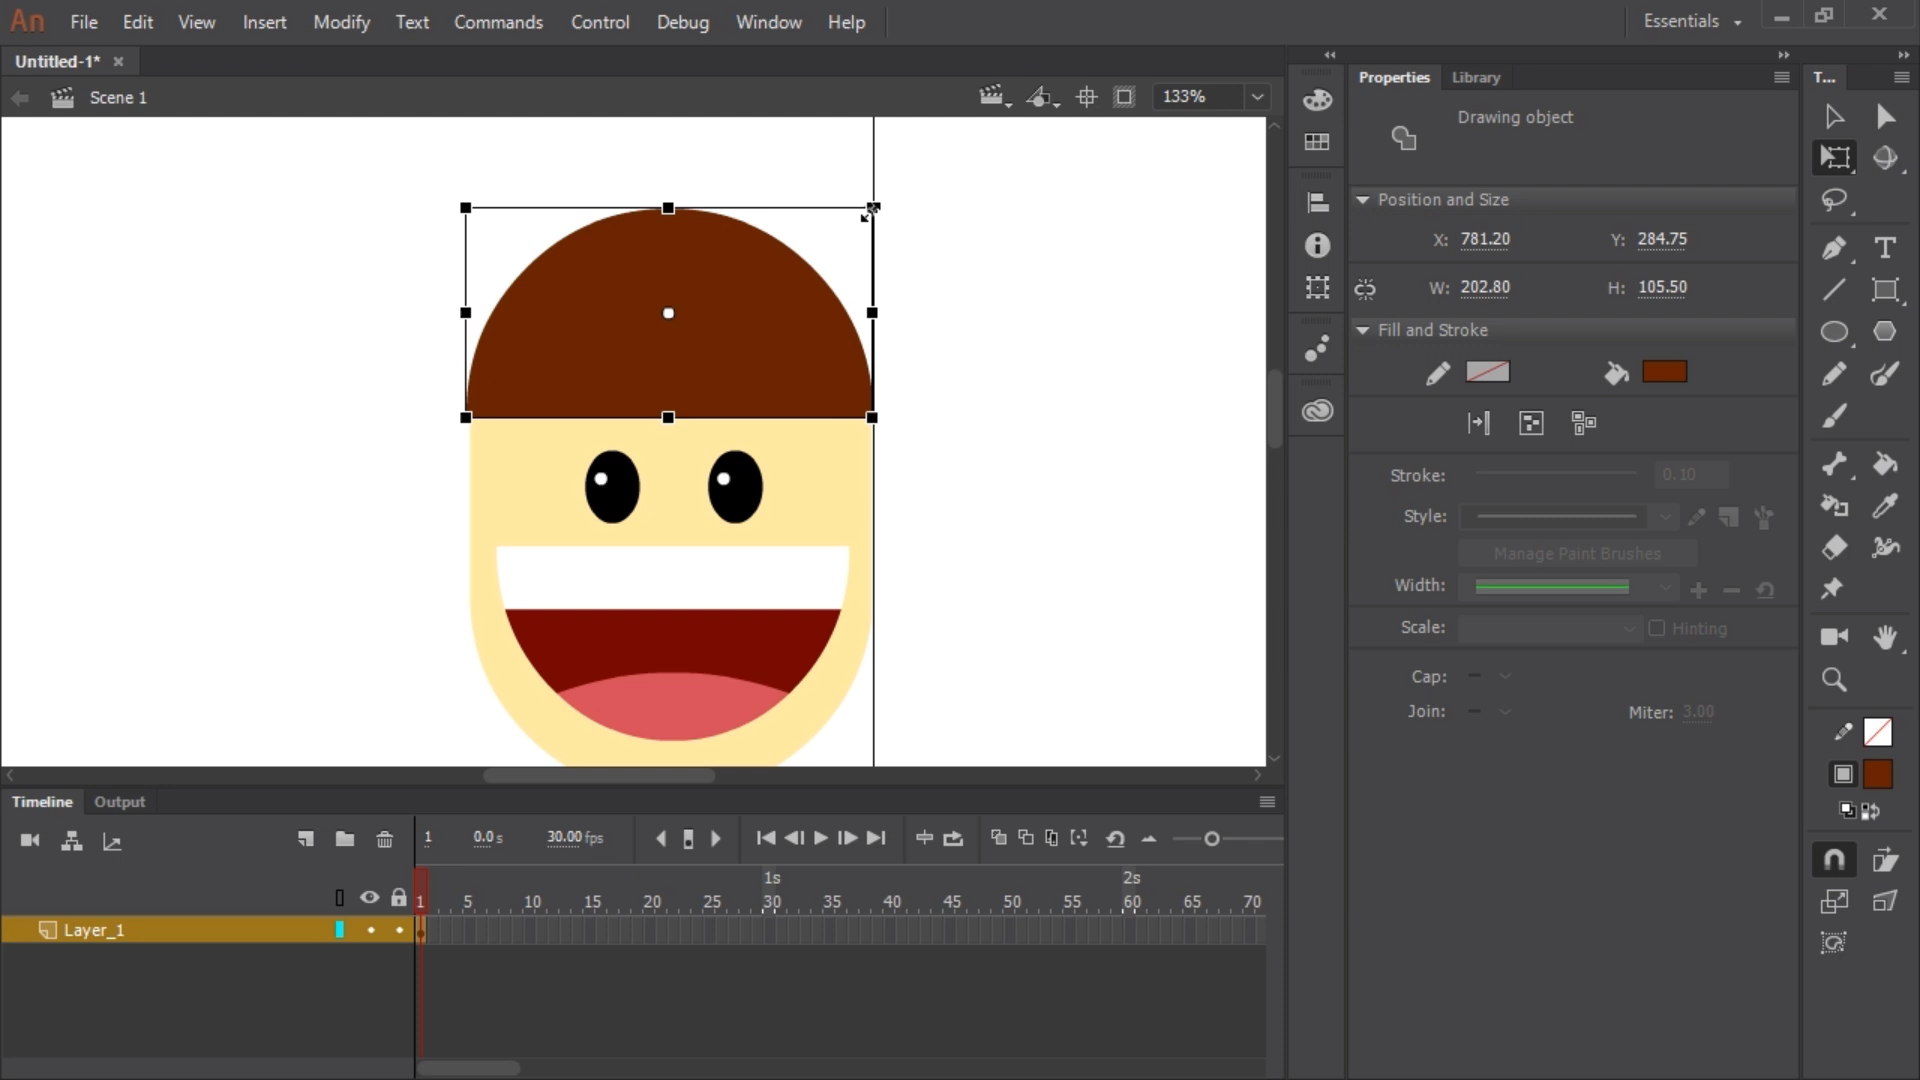 An File Edit View Insert Modify Text Commands Control Debug Window Help Essentials
Untitled-1*
Scene 1
133%
Properties Library
T...
Drawing object
Position and Size
X: 781.20 Y: 284.75
W: 202.80 H: 105.50
Fill and Stroke
Stroke: 0.10
Style:
Manage Paint Brushes
Width:
Scale: Hinting
Cap:
Join: Miter: 3.00
Timeline Output
1 0.0 s 30.00 fps
1s 2s
1 5 10 15 20 25 30 35 40 45 50 55 60 65 70
Layer_1